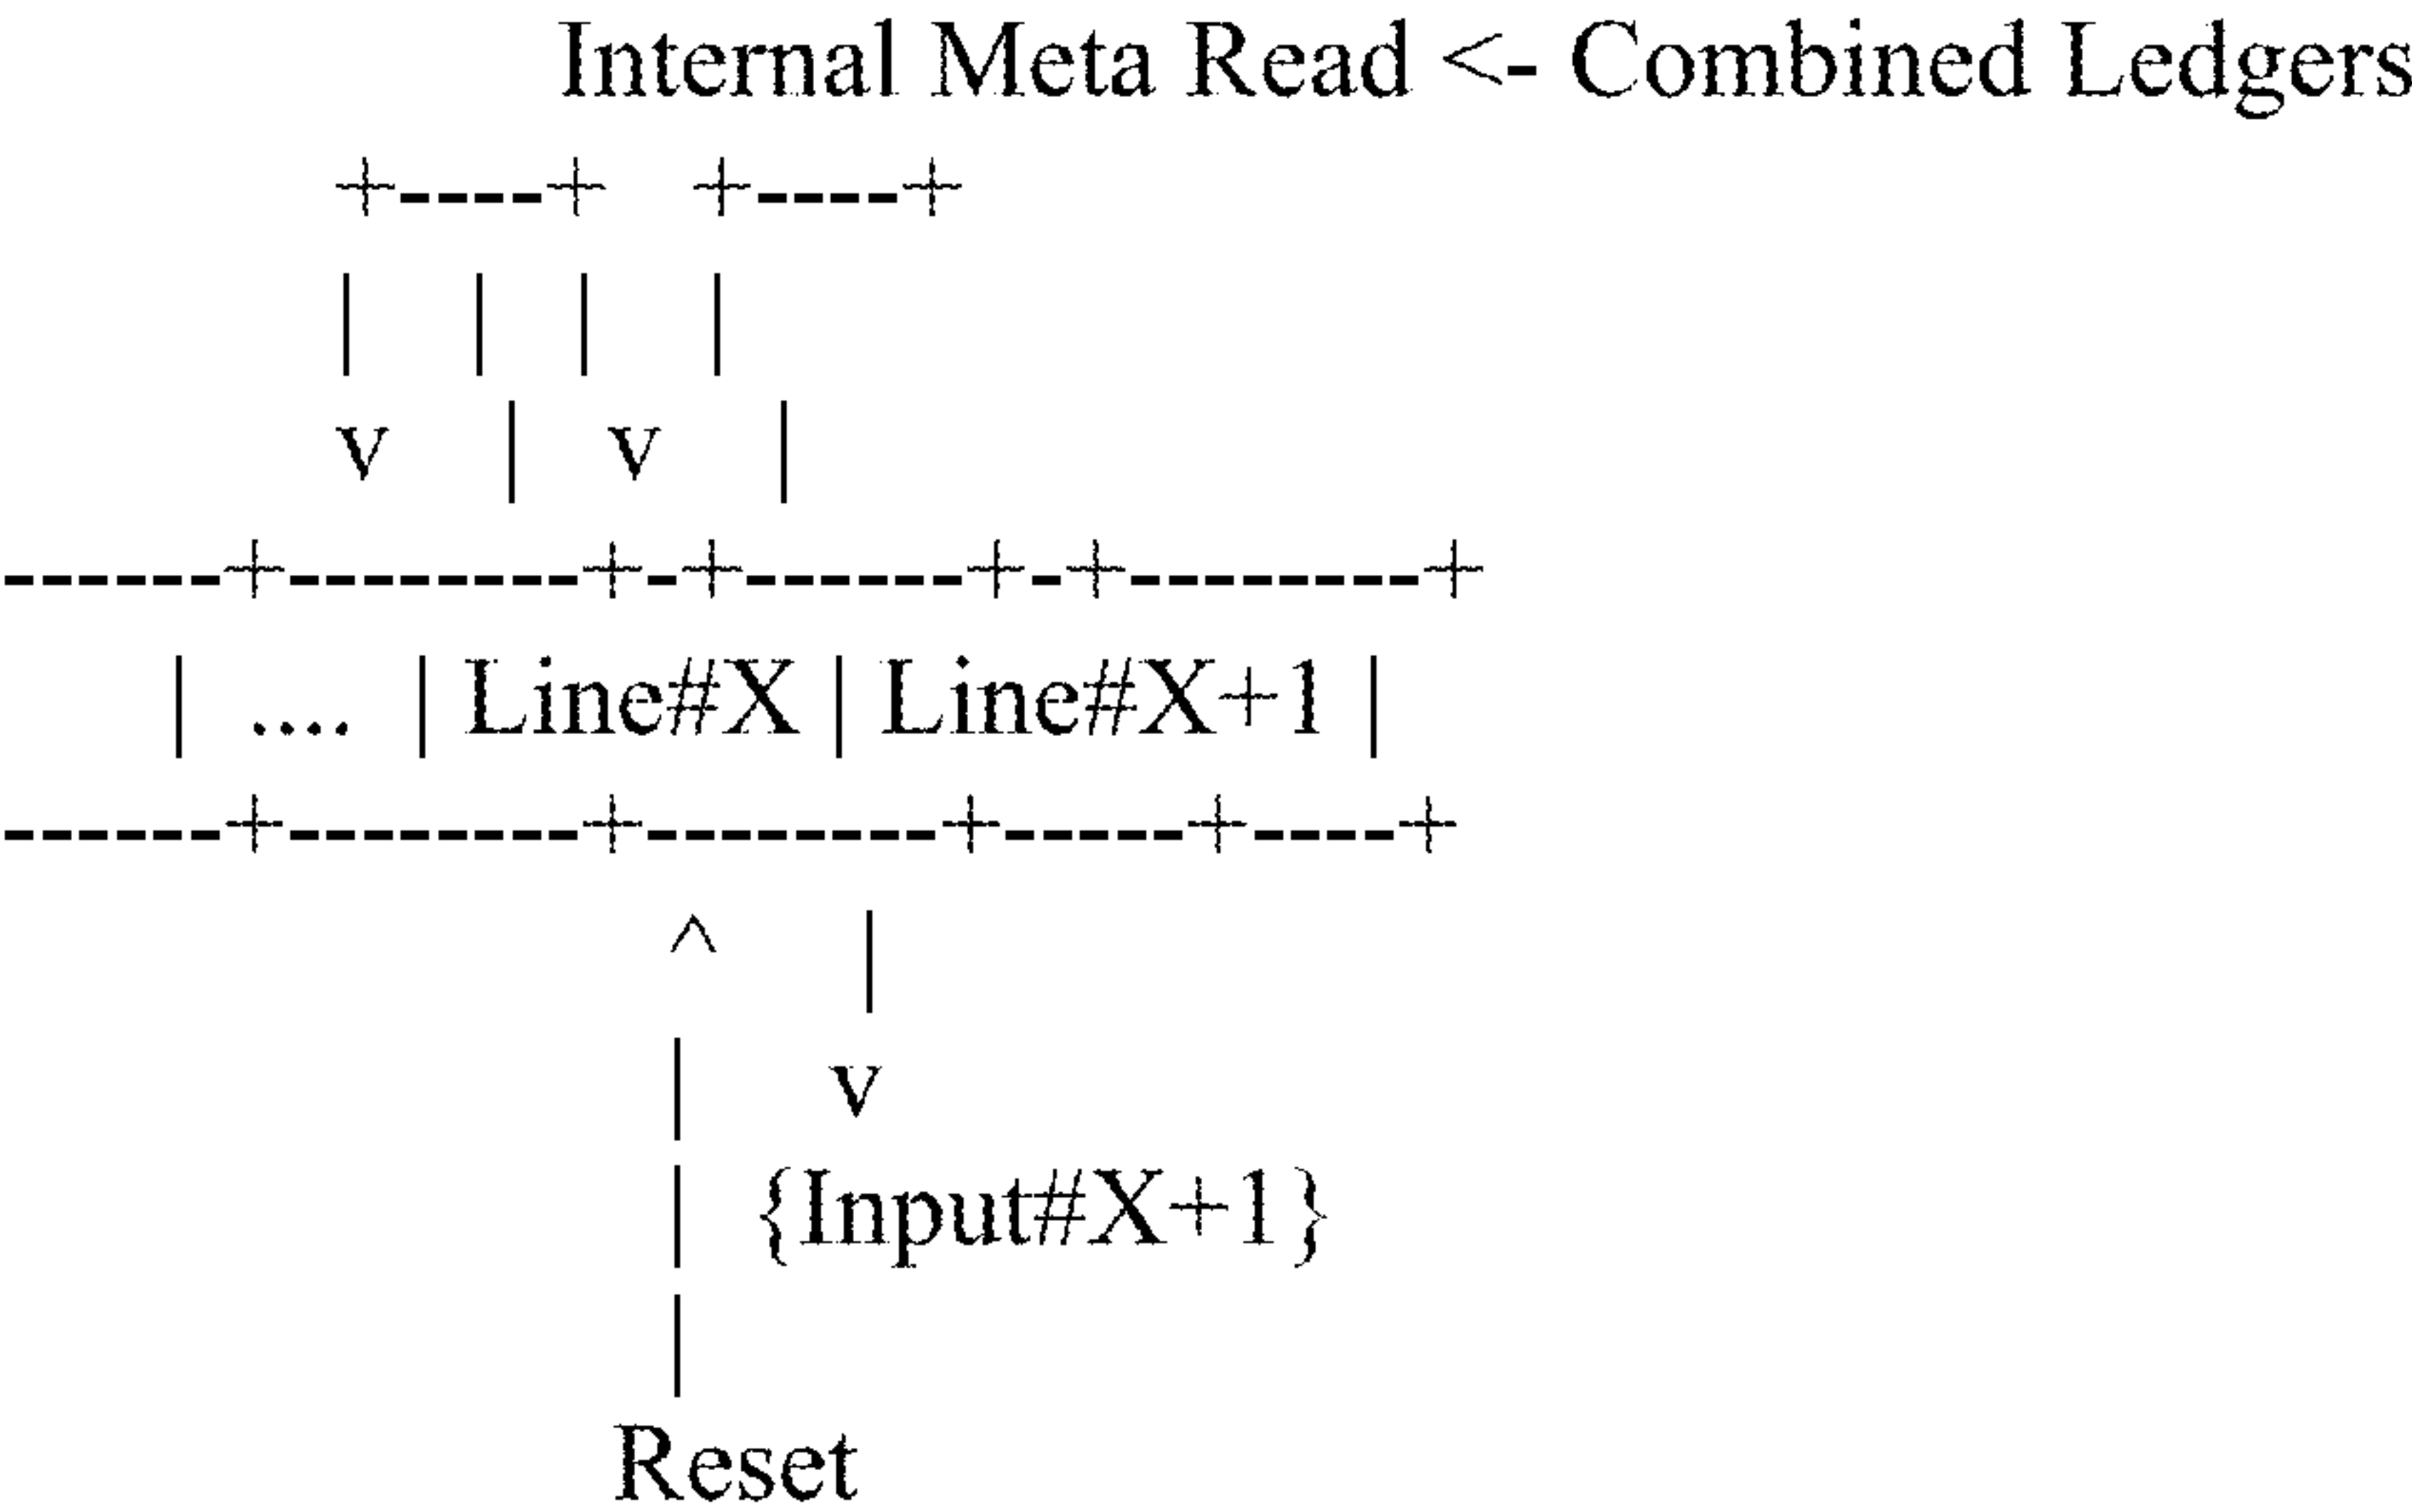 Internal Meta Read <- Combined Ledgers
+----+ +----+
| | | |
v | v |
------+--------+-+------+-+--------+
| .... | Line#X | Line#X+1 |
------+--------+--------+-----+----+
^ |
| v
| {Input#X+1}
|
Reset